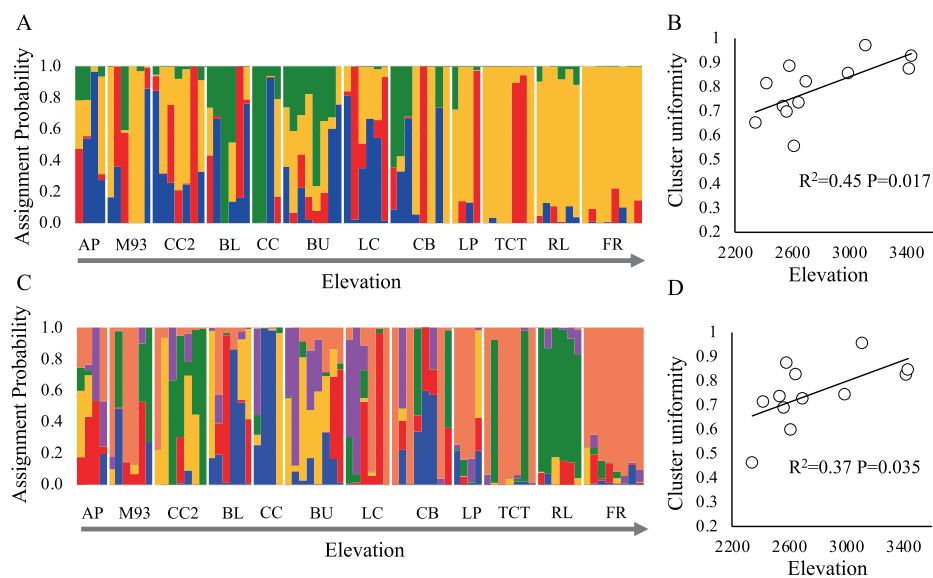 A
Assignment Probability
1.0
0.8
0.6
0.4
0.2
0.0
AP M93 CC2 BL CC BU LC CB LP TCT RL FR
Elevation
B
Cluster uniformity
1
0.9
0.8
0.7
0.6
0.5
0.4
0.3
0.2
R²=0.45 P=0.017
2200 2600 3000 3400
Elevation
C
Assignment Probability
1.0
0.8
0.6
0.4
0.2
0.0
AP M93 CC2 BL CC BU LC CB LP TCT RL FR
Elevation
D
Cluster uniformity
1
0.9
0.8
0.7
0.6
0.5
0.4
0.3
0.2
R²=0.37 P=0.035
2200 2600 3000 3400
Elevation